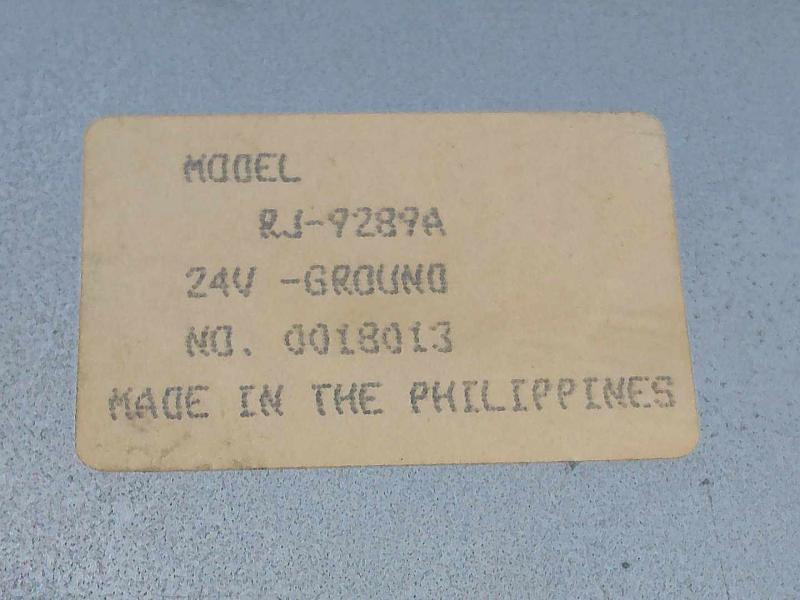 MODEL
RJ-9289A
24V -GROUND
NO. 0018013
MADE IN THE PHILIPPINES